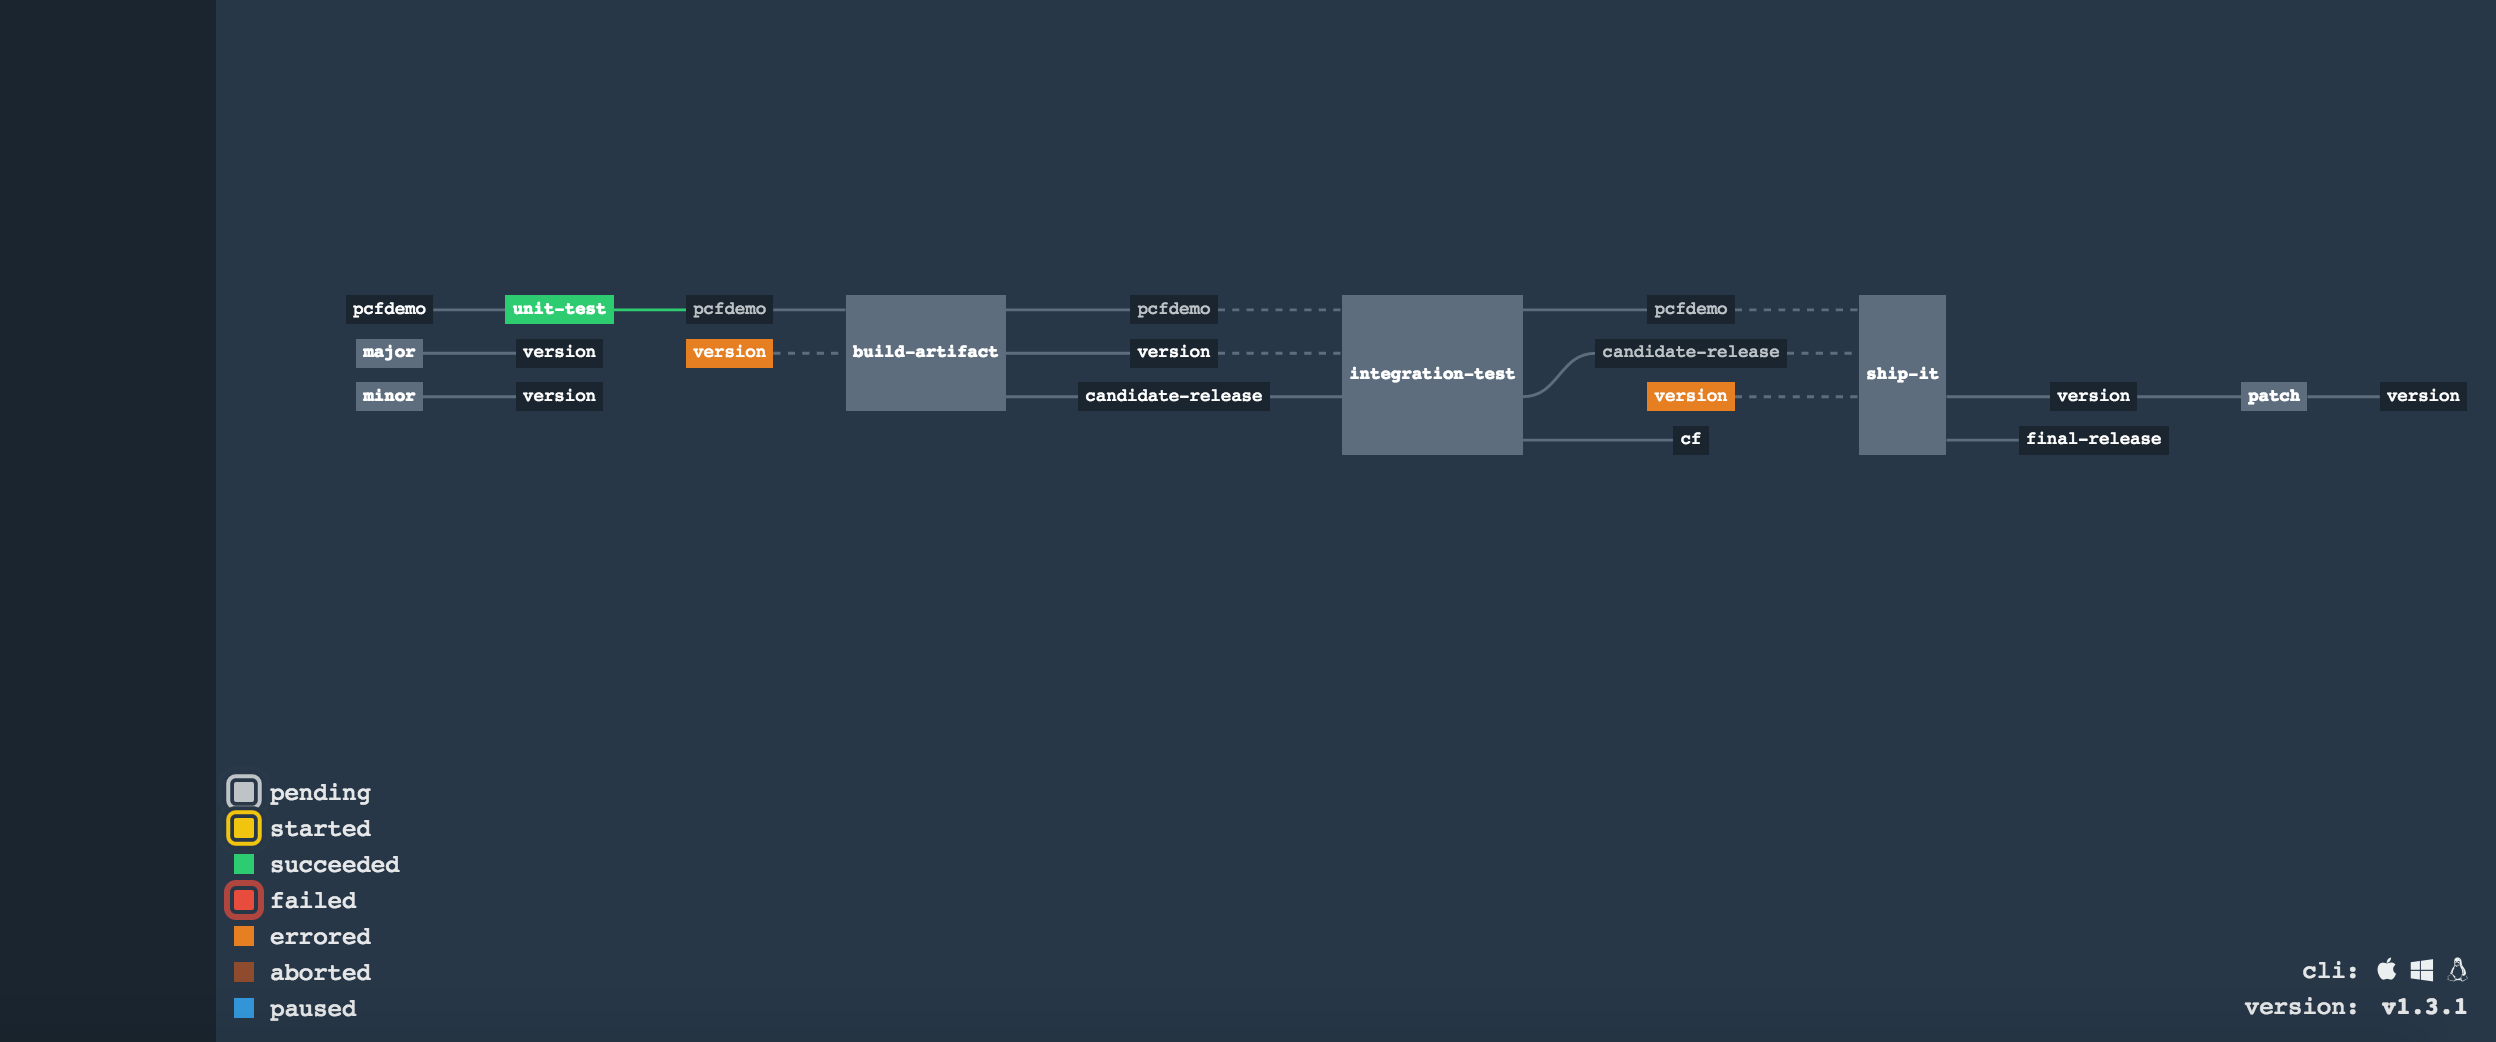 pcfdemo unit-test pcfdemo pcfdemo pcfdemo
major version version build-artifact version candidate-release
integration-test ship-it
minor version candidate-release version version patch version
cf final-release
pending
started
succeeded
failed
errored
aborted
paused
cli:
version: v1.3.1